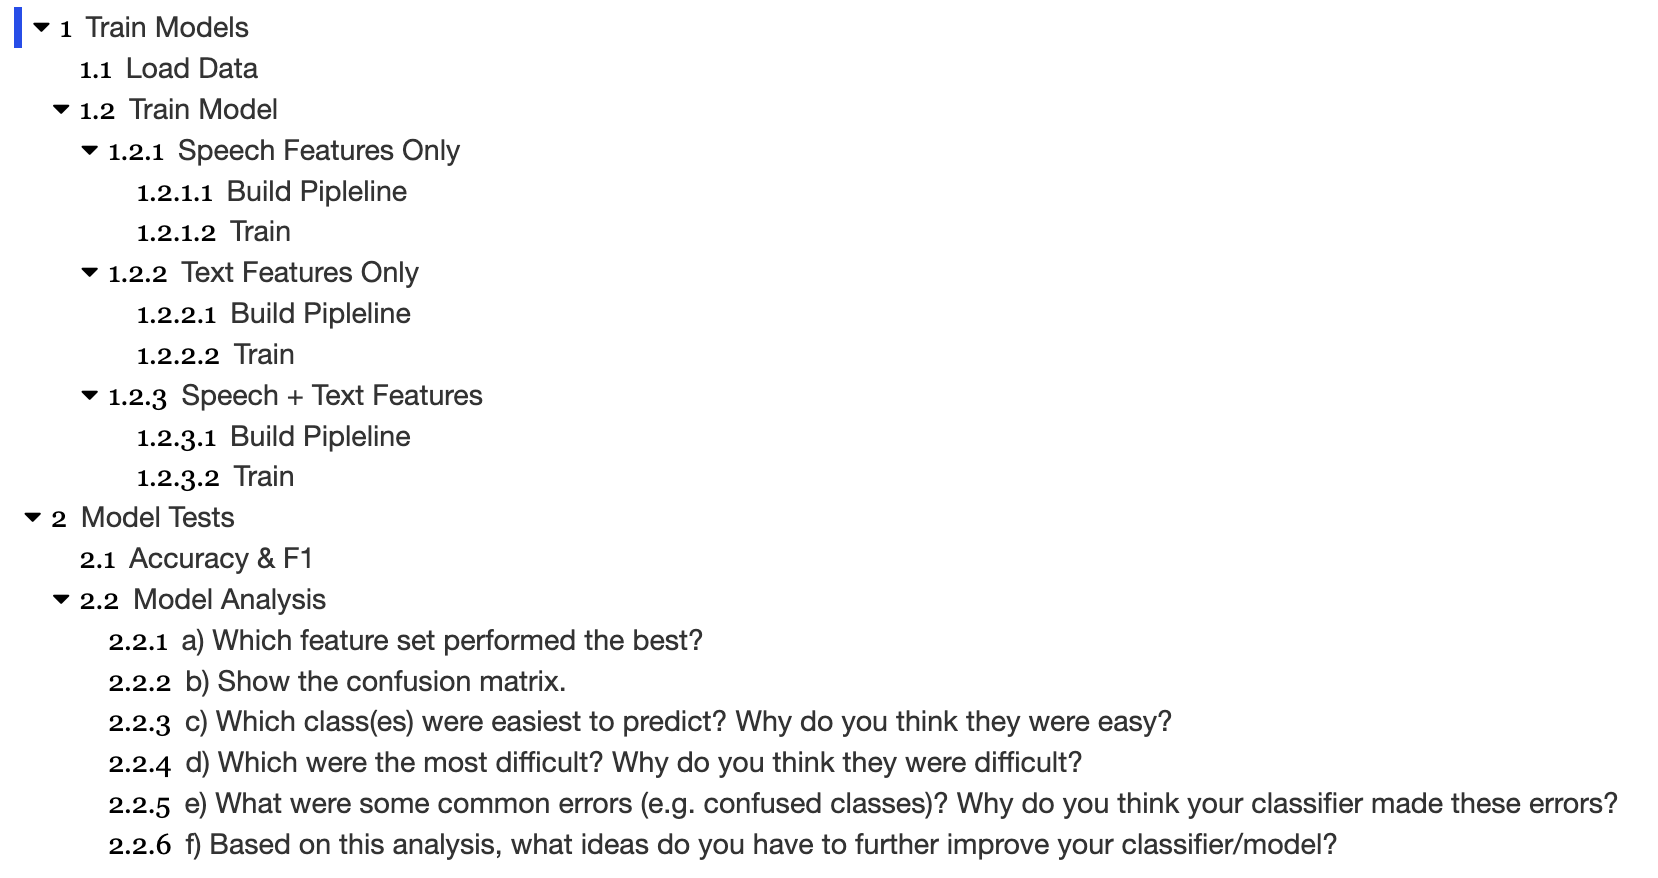 1 Train Models
1.1 Load Data
1.2 Train Model
1.2.1 Speech Features Only
1.2.1.1 Build Pipleline
1.2.1.2 Train
1.2.2 Text Features Only
1.2.2.1 Build Pipleline
1.2.2.2 Train
1.2.3 Speech + Text Features
1.2.3.1 Build Pipleline
1.2.3.2 Train
2 Model Tests
2.1 Accuracy & F1
2.2 Model Analysis
2.2.1 a) Which feature set performed the best?
2.2.2 b) Show the confusion matrix.
2.2.3 c) Which class(es) were easiest to predict? Why do you think they were easy?
2.2.4 d) Which were the most difficult? Why do you think they were difficult?
2.2.5 e) What were some common errors (e.g. confused classes)? Why do you think your classifier made these errors?
2.2.6 f) Based on this analysis, what ideas do you have to further improve your classifier/model?